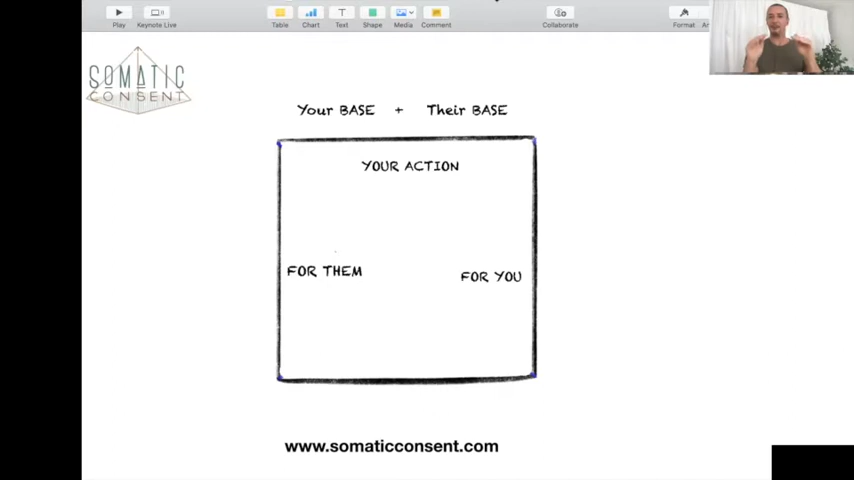 Play
Keynote Live
Table
Chart
Text
Shape
Media
Comment
Collaborate
Format
SOMATIC
CONSENT
Your BASE + Their BASE
YOUR ACTION
FOR THEM
FOR YOU
www.somaticconsent.com